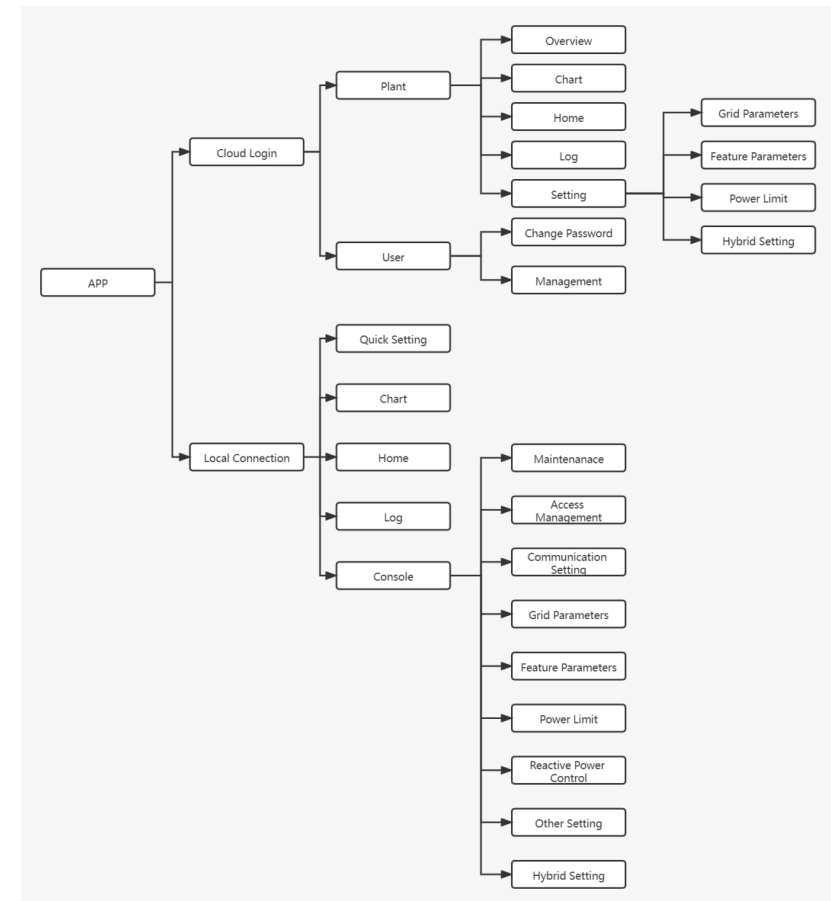 APP
Cloud Login
Plant
Overview
Chart
Home
Log
Setting
Grid Parameters
Feature Parameters
Power Limit
Hybrid Setting
User
Change Password
Management
Local Connection
Quick Setting
Chart
Home
Log
Console
Maintenanace
Access
Management
Communication
Setting
Grid Parameters
Feature Parameters
Power Limit
Reactive Power
Control
Other Setting
Hybrid Setting